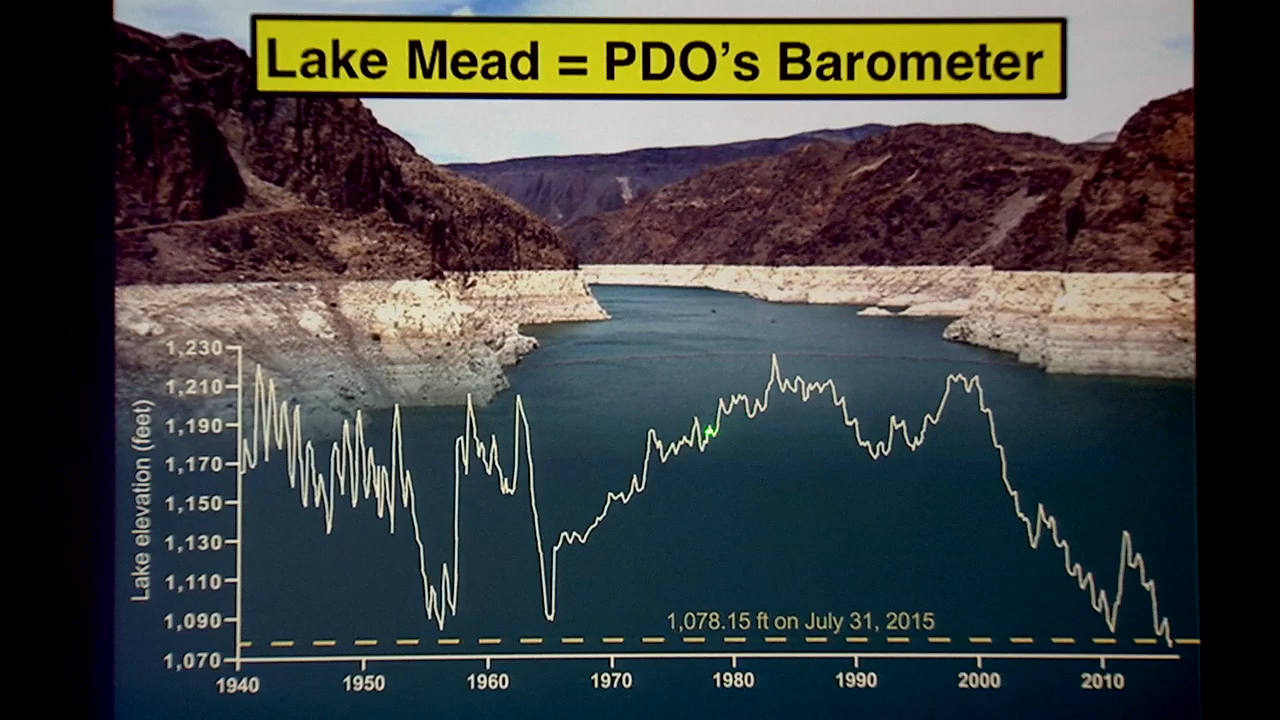 Lake Mead = PDO's Barometer
Lake elevation (feet)
1,230
1,210
1,190
1,170
1,150
1,130
1,110
1,090
1,070
1,078.15 ft on July 31, 2015
1940 1950 1960 1970 1980 1990 2000 2010